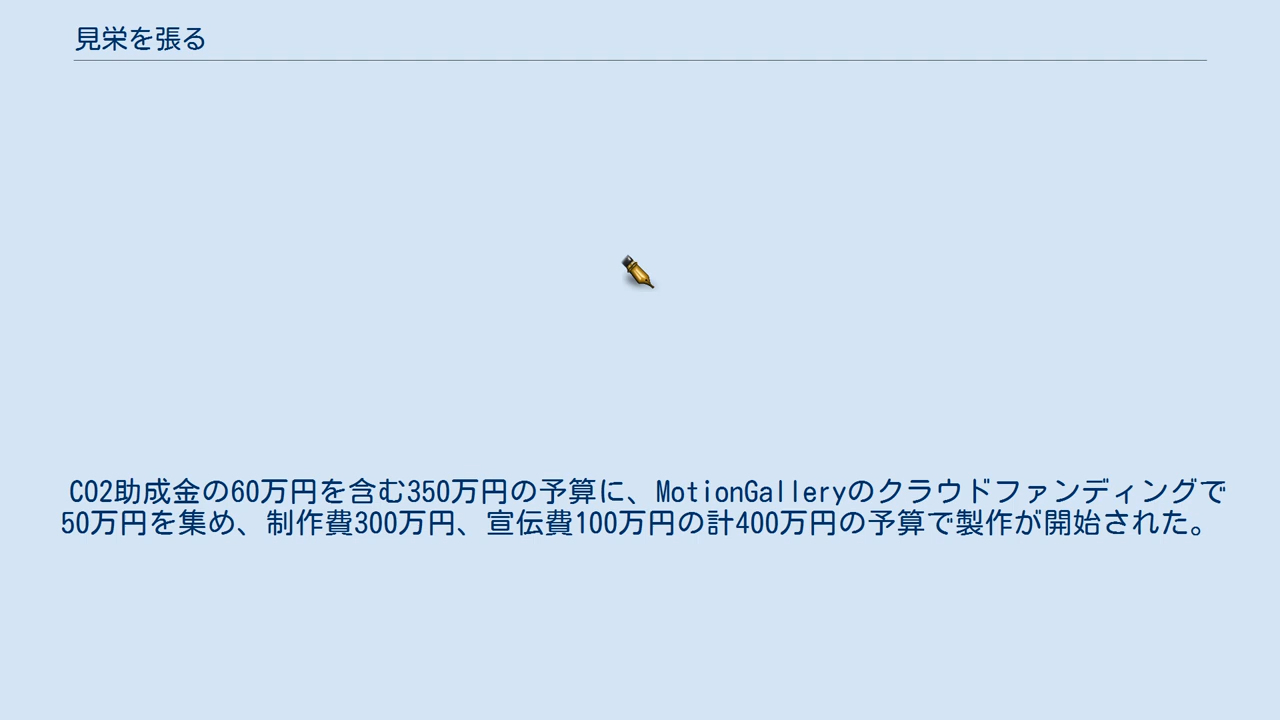 見栄を張る
CO2助成金の60万円を含む350万円の予算に、MotionGalleryのクラウドファンディングで
50万円を集め、制作費300万円、宣伝費100万円の計400万円の予算で製作が開始された。